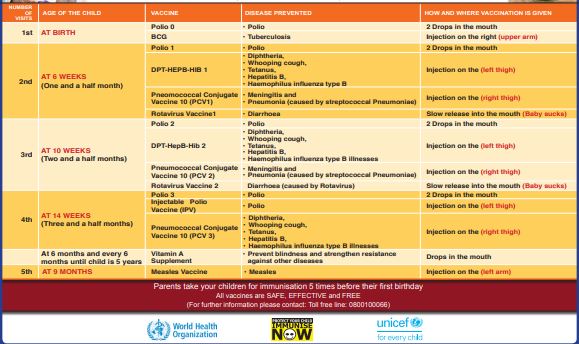 NUMBER OF VISITS | AGE OF THE CHILD | VACCINE | DISEASE PREVENTED | HOW AND WHERE VACCINATION IS GIVEN
1st | AT BIRTH | Polio 0 | • Polio | 2 Drops in the mouth
BCG | • Tuberculosis | Injection on the right (upper arm)
2nd | AT 6 WEEKS (One and a half month) | Polio 1 | • Polio | 2 Drops in the mouth
DPT-HEPB-HIB 1 | • Diphtheria,
• Whooping cough,
• Tetanus,
• Hepatitis B,
• Haemophilus influenza type B | Injection on the (left thigh)
Pneomococcal Conjugate Vaccine 10 (PCV1) | • Meningitis and
• Pneumonia (caused by streptococcal Pneumoniae) | Injection on the (right thigh)
Rotavirus Vaccine1 | • Diarrhoea | Slow release into the mouth (Baby sucks)
3rd | AT 10 WEEKS (Two and a half months) | Polio 2 | • Polio | 2 Drops in the mouth
DPT-HepB-Hib 2 | • Diphtheria,
• Whooping cough,
• Tetanus,
• Hepatitis B,
• Haemophilus influenza type B illnesses | Injection on the (left thigh)
Pneumococcal Conjugate Vaccine 10 (PCV 2) | • Meningitis and
• Pneumonia (caused by streptococcal Pneumoniae) | Injection on the (right thigh)
Rotavirus Vaccine 2 | Diarrhoea (caused by Rotavirus) | Slow release into the mouth (Baby sucks)
4th | AT 14 WEEKS (Three and a half months) | Polio 3 | • Polio | 2 Drops in the mouth
Injectable Polio Vaccine (IPV) | • Polio | Injection on the (left thigh)
Pneumococcal Conjugate Vaccine 10 (PCV 3) | • Diphtheria,
• Whooping cough,
• Tetanus,
• Hepatitis B,
• Haemophilus influenza type B illnesses | Injection on the (right thigh)
At 6 months and every 6 months until child is 5 years | Vitamin A Supplement | • Prevent blindness and strengthen resistance against other diseases | Drops in the mouth
5th | AT 9 MONTHS | Measles Vaccine | • Measles | Injection on the (left arm)
Parents take your children for immunisation 5 times before their first birthday
All vaccines are SAFE, EFFECTIVE and FREE
(For further information please contact: Toll free line: 0800100066)
World Health Organization
PROTECT YOUR CHILD
IMMUNISE
NOW
unicef
for every child